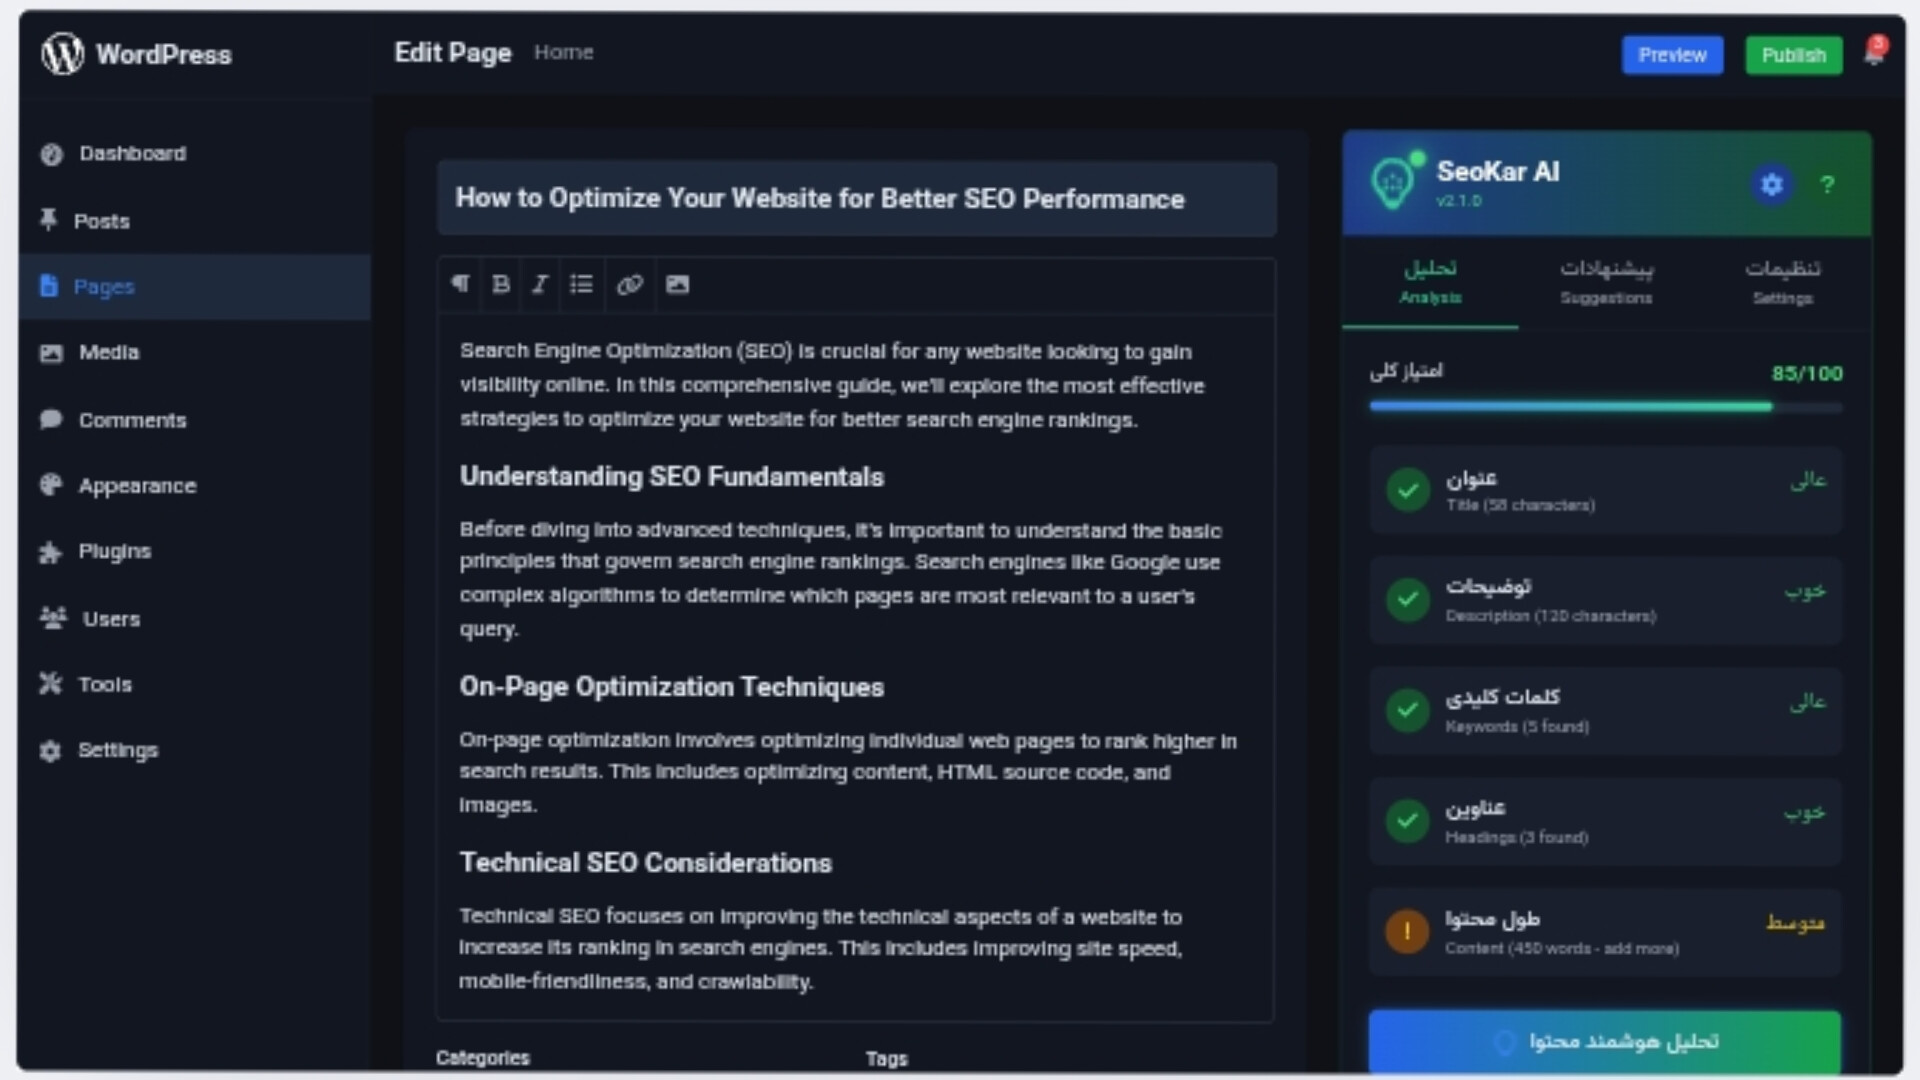 WordPress
Edit Page Home
Preview
Publish
3
Dashboard
Posts
Pages
Media
Comments
Appearance
Plugins
Users
Tools
Settings
How to Optimize Your Website for Better SEO Performance
Search Engine Optimization (SEO) is crucial for any website looking to gain
visibility online. In this comprehensive guide, we'll explore the most effective
strategies to optimize your website for better search engine rankings.
Understanding SEO Fundamentals
Before diving into advanced techniques, it's important to understand the basic
principles that govern search engine rankings. Search engines like Google use
complex algorithms to determine which pages are most relevant to a user's
query.
On-Page Optimization Techniques
On-page optimization involves optimizing individual web pages to rank higher in
search results. This includes optimizing content, HTML source code, and
images.
Technical SEO Considerations
Technical SEO focuses on improving the technical aspects of a website to
increase its ranking in search engines. This includes improving site speed,
mobile-friendliness, and crawlability.
Categories
Tags
SeoKar AI
v2.1.0
?
تحلیل
Analysis
پیشنهادات
Suggestions
تنظیمات
Settings
امتیاز کلی
85/100
عنوان
Title (58 characters)
عالی
توضیحات
Description (120 characters)
خوب
کلمات کلیدی
Keywords (5 found)
عالی
عناوین
Headings (3 found)
خوب
طول محتوا
Content (450 words - add more)
متوسط
تحلیل هوشمند محتوا